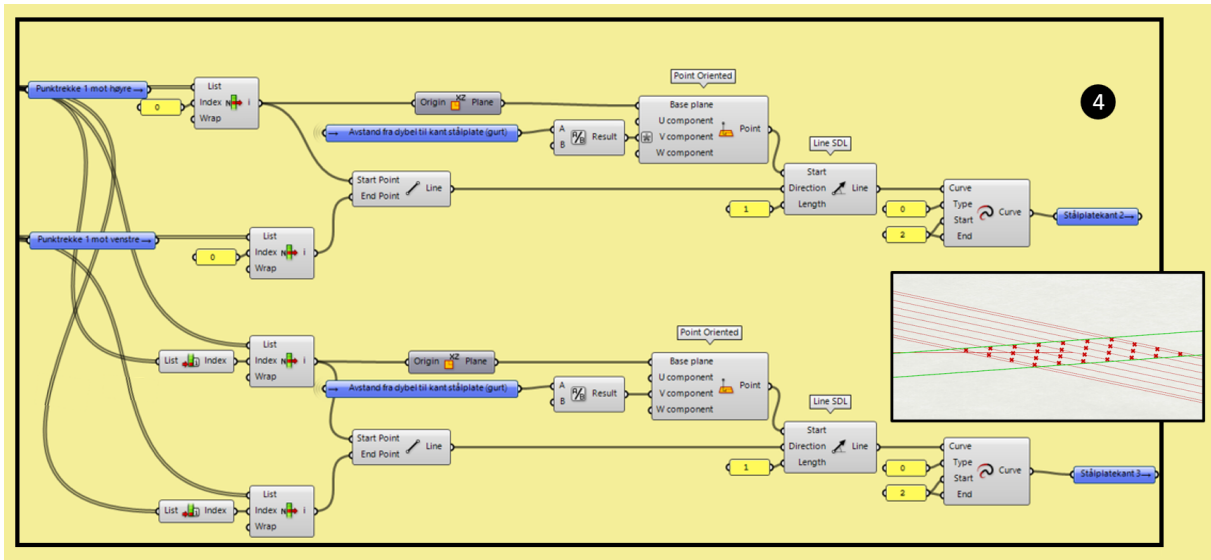 4
Point Oriented
Punktrekke 1 mot høyre
List
Index
Wrap
i
0
Origin
XZ
Plane
Avstand fra dybel til kant stålplate (gurt)
A
B
A/B
Result
Base plane
U component
V component
W component
Point
Line SDL
Start
Direction
Length
Line
1
Start Point
End Point
Line
Curve
Type
Start
End
Curve
0
2
Stålplatekant 2
Punktrekke 1 mot venstre
List
Index
Wrap
i
0
Point Oriented
List
Index
List
Index
Wrap
i
Origin
XZ
Plane
Avstand fra dybel til kant stålplate (gurt)
A
B
A/B
Result
Base plane
U component
V component
W component
Point
Line SDL
Start
Direction
Length
Line
1
Start Point
End Point
Line
Curve
Type
Start
End
Curve
0
2
Stålplatekant 3
List
Index
List
Index
Wrap
i